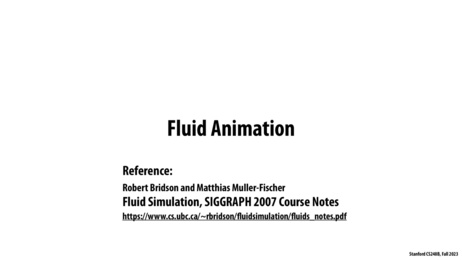 Fluid Animation
Reference:
Robert Bridson and Matthias Muller-Fischer
Fluid Simulation, SIGGRAPH 2007 Course Notes
https://www.cs.ubc.ca/~rbridson/fluidsimulation/fluids_notes.pdf
Stanford CS248B, Fall 2023